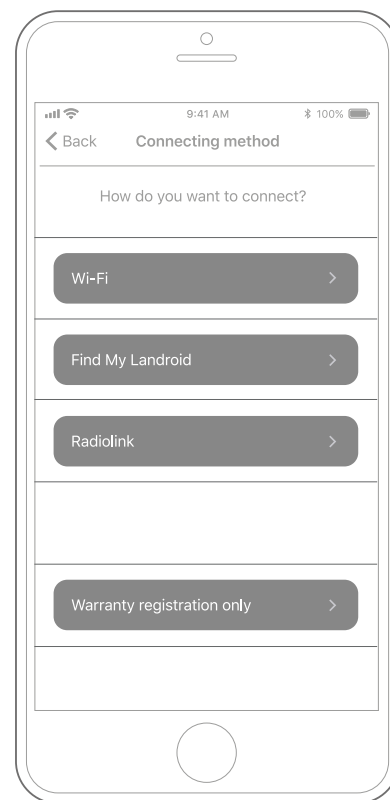 9:41 AM 100%
Back Connecting method
How do you want to connect?
Wi-Fi
Find My Landroid
Radiolink
Warranty registration only